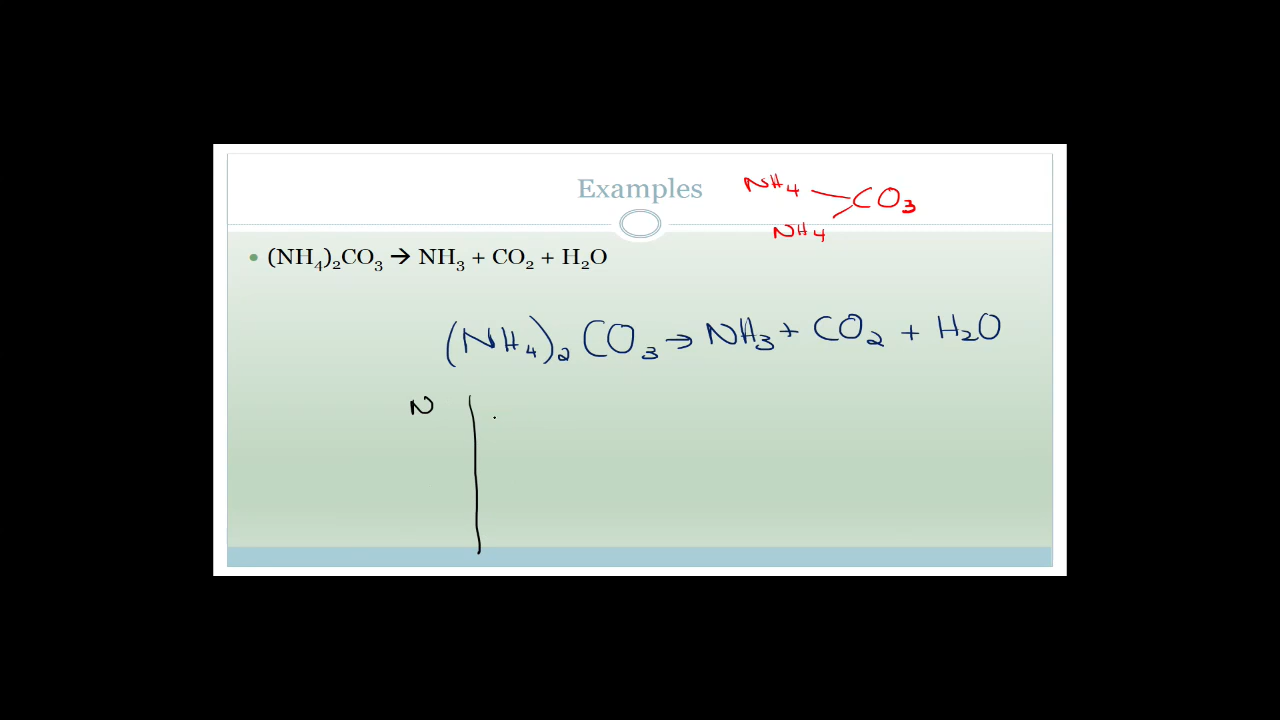 Examples
NH4
CO3
NH4
• (NH4)2CO3 → NH3 + CO2 + H2O
(NH4)2 CO3 → NH3 + CO2 + H2O
N